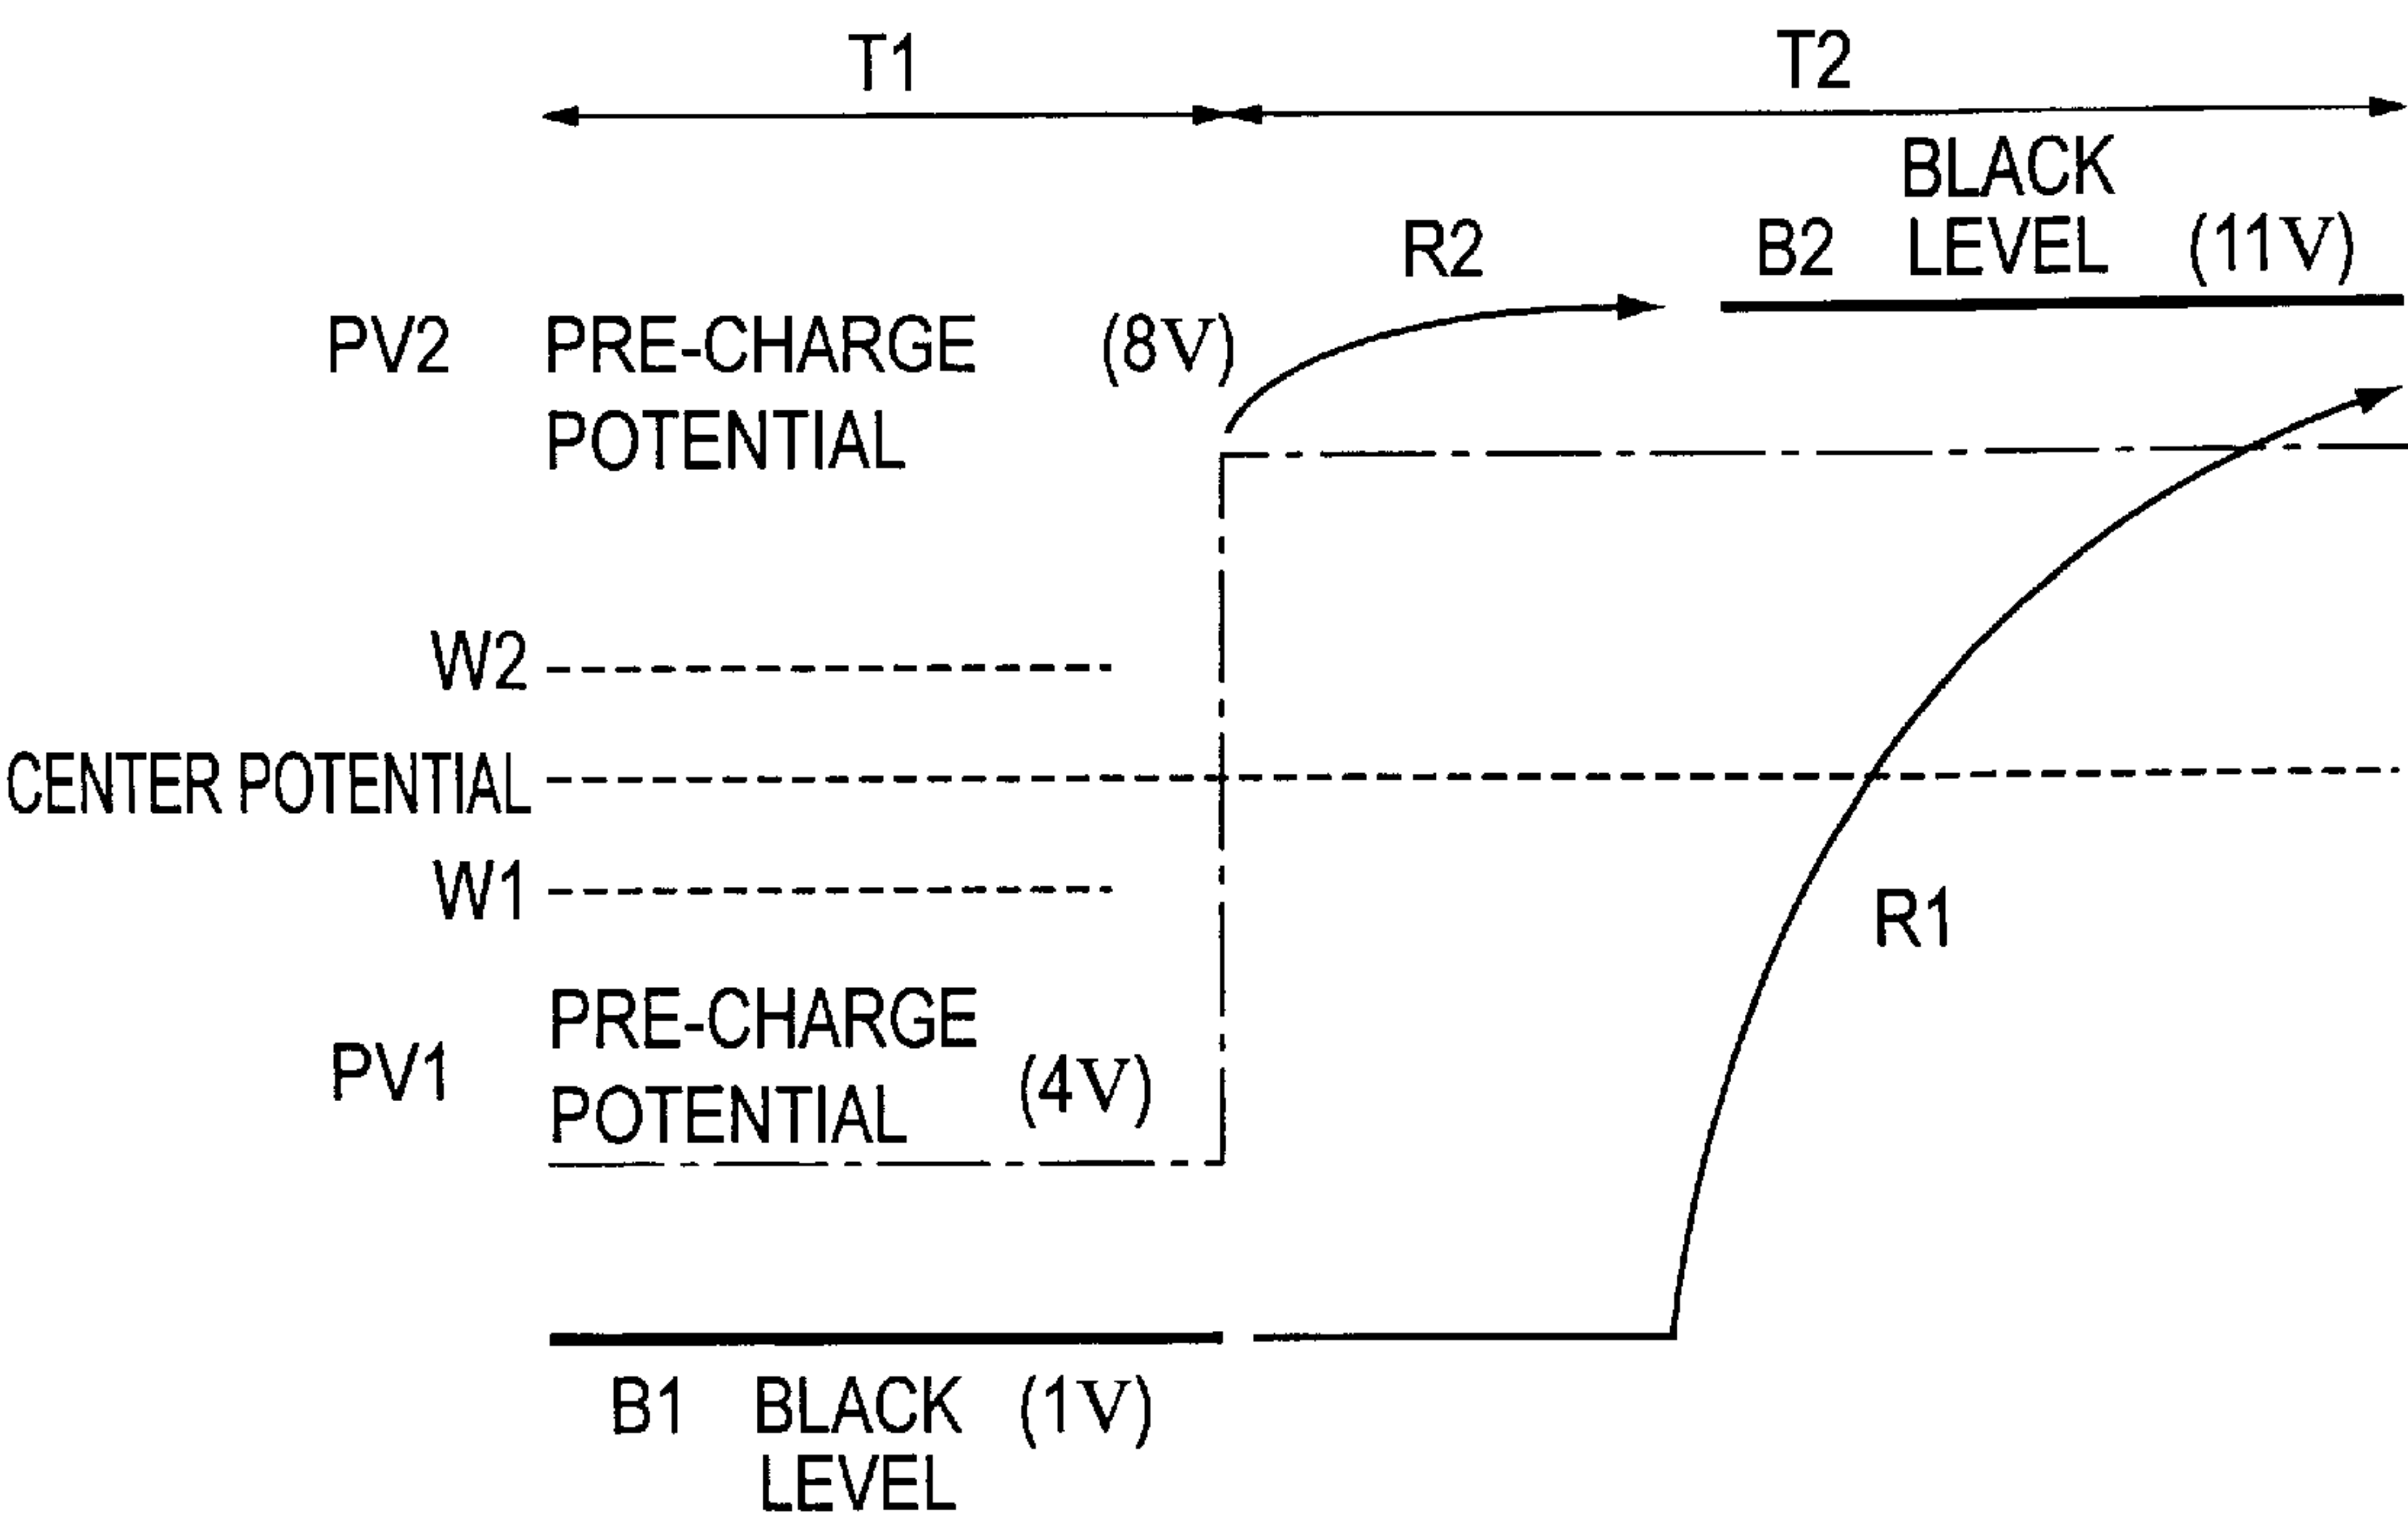 T1
T2
BLACK
R2
B2 LEVEL (11V)
PV2 PRE-CHARGE (8V)
POTENTIAL
W2
CENTER POTENTIAL
W1
R1
PRE-CHARGE
PV1 (4V)
POTENTIAL
B1 BLACK (1V)
LEVEL